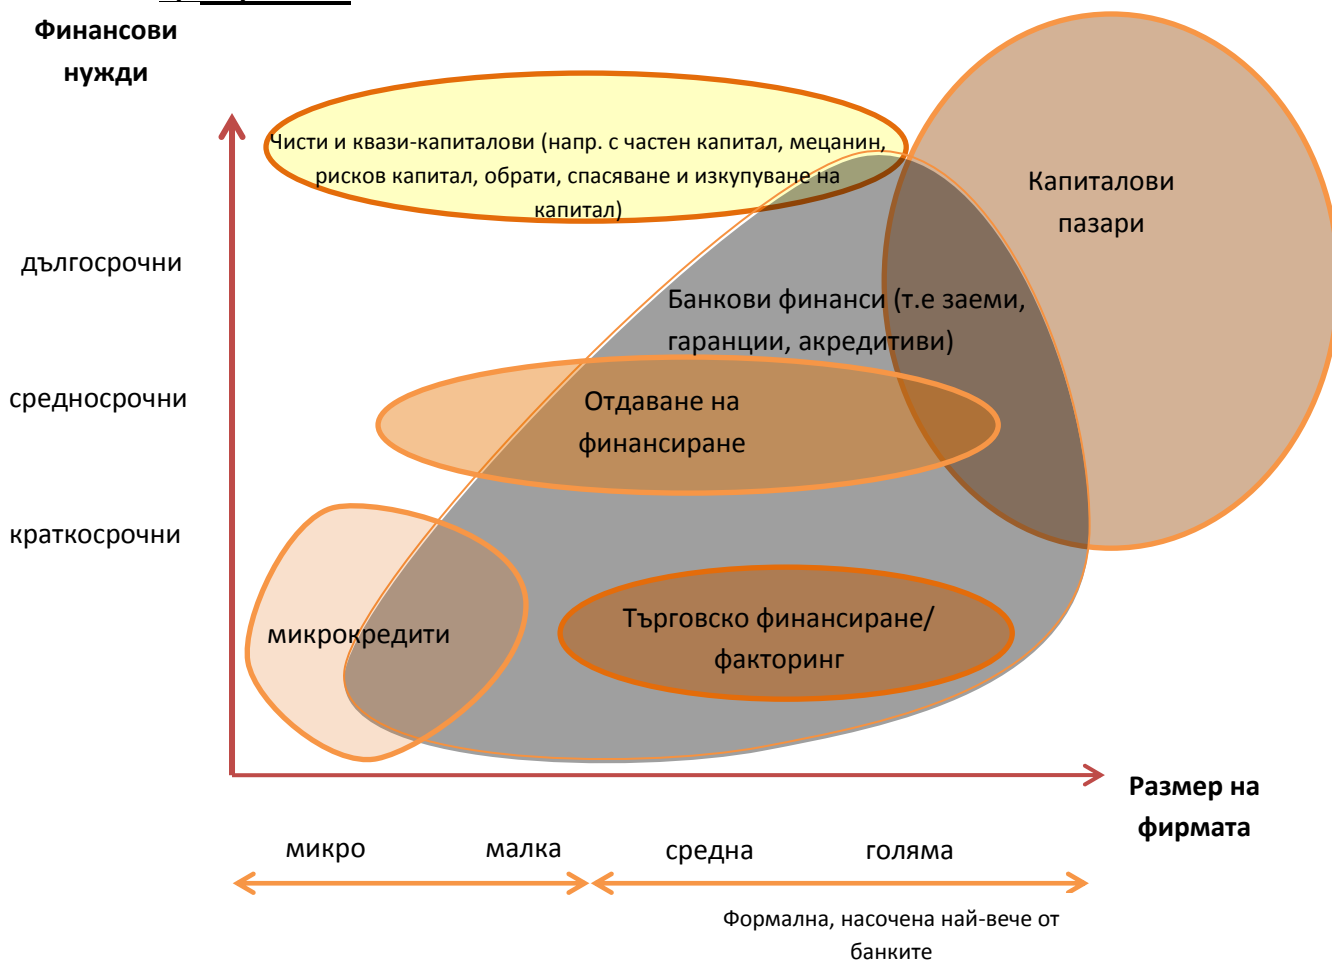 Финансови
нужди
Чисти и квази-капиталови (напр. с частен капитал, мецанин,
рисков капитал, обрати, спасяване и изкупуване на
капитал)
Капиталови
пазари
дългосрочни
Банкови финанси (т.е заеми,
гаранции, акредитиви)
средносрочни
Отдаване на
финансиране
краткосрочни
микрокредити
Търговско финансиране/
факторинг
Размер на
фирмата
микро
малка
средна
голяма
Формална, насочена най-вече от
банките